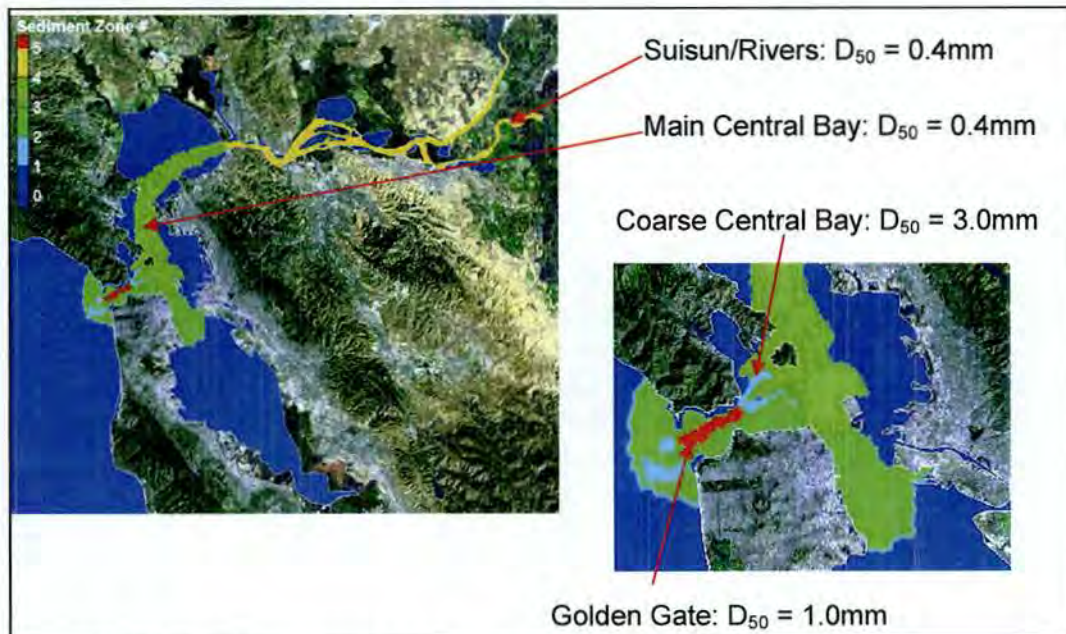 Sediment Zone #
5
4
3
2
1
0
Suisun/Rivers: D₅₀ = 0.4mm
Main Central Bay: D₅₀ = 0.4mm
Coarse Central Bay: D₅₀ = 3.0mm
Golden Gate: D₅₀ = 1.0mm